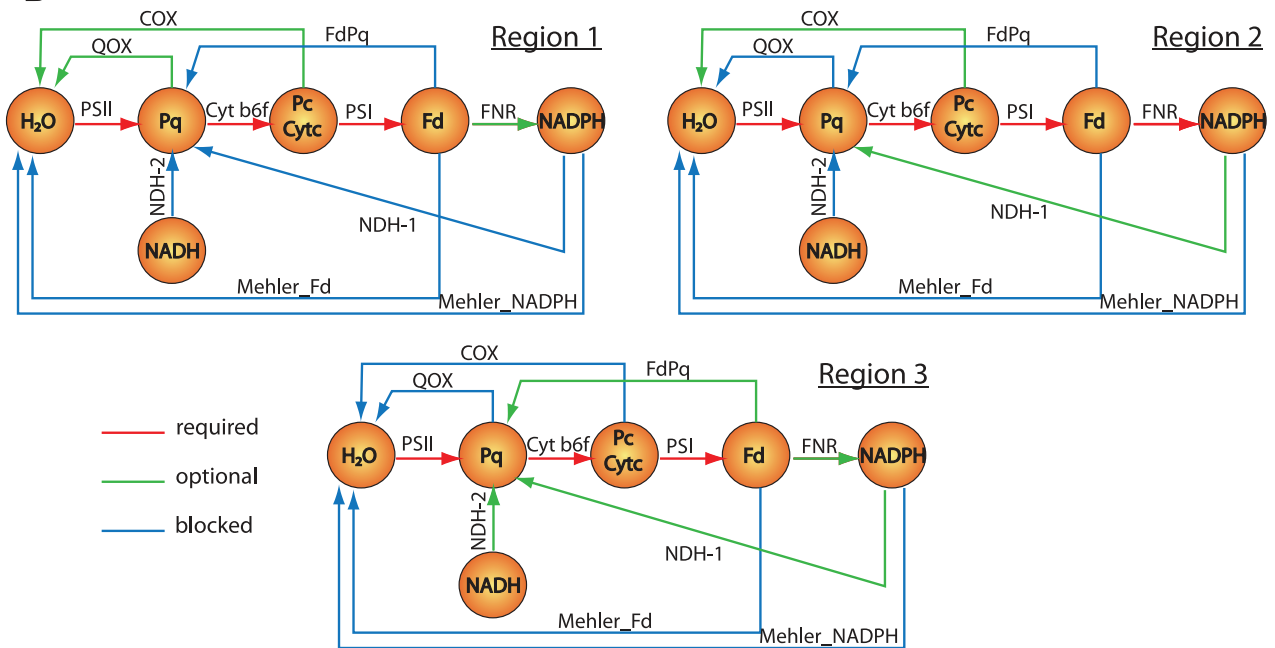 COX
FdPq
Region 1
QOX
PSII
Cyt b6f
PSI
FNR
H₂O
Pq
Pc
Cytc
Fd
NADPH
NDH-2
NDH-1
NADH
Mehler_Fd
Mehler_NADPH
COX
FdPq
Region 2
QOX
PSII
Cyt b6f
PSI
FNR
H₂O
Pq
Pc
Cytc
Fd
NADPH
NDH-2
NDH-1
NADH
Mehler_Fd
Mehler_NADPH
COX
FdPq
Region 3
QOX
PSII
Cyt b6f
PSI
FNR
H₂O
Pq
Pc
Cytc
Fd
NADPH
NDH-2
NDH-1
NADH
Mehler_Fd
Mehler_NADPH
required
optional
blocked